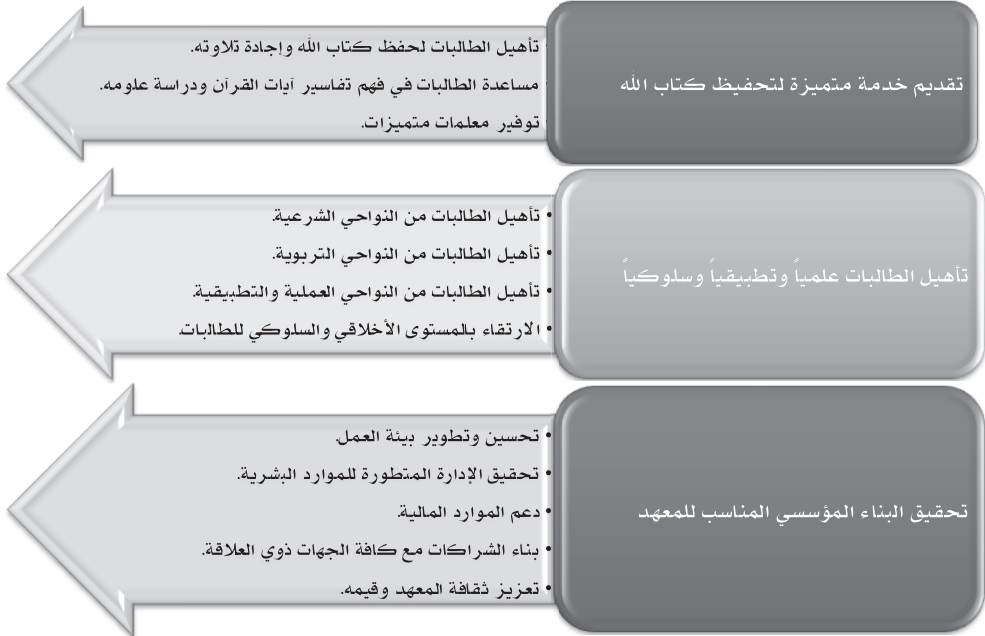 تقديم خدمة متميزة لتحفيظ كتاب الله
• تأهيل الطالبات لحفظ كتاب الله وإجادة تلاوته.
• مساعدة الطالبات في فهم تفاسير آيات القرآن ودراسة علومه.
• توفير معلمات متميزات.
تأهيل الطالبات علمياً وتطبيقياً وسلوكياً
• تأهيل الطالبات من النواحي الشرعية.
• تأهيل الطالبات من النواحي التربوية.
• تأهيل الطالبات من النواحي العملية والتطبيقية.
• الارتقاء بالمستوى الأخلاقي والسلوكي للطالبات.
تحقيق البناء المؤسسي المناسب للمعهد
• تحسين وتطوير بيئة العمل.
• تحقيق الإدارة المتطورة للموارد البشرية.
• دعم الموارد المالية.
• بناء الشراكات مع كافة الجهات ذوي العلاقة.
• تعزيز ثقافة المعهد وقيمه.